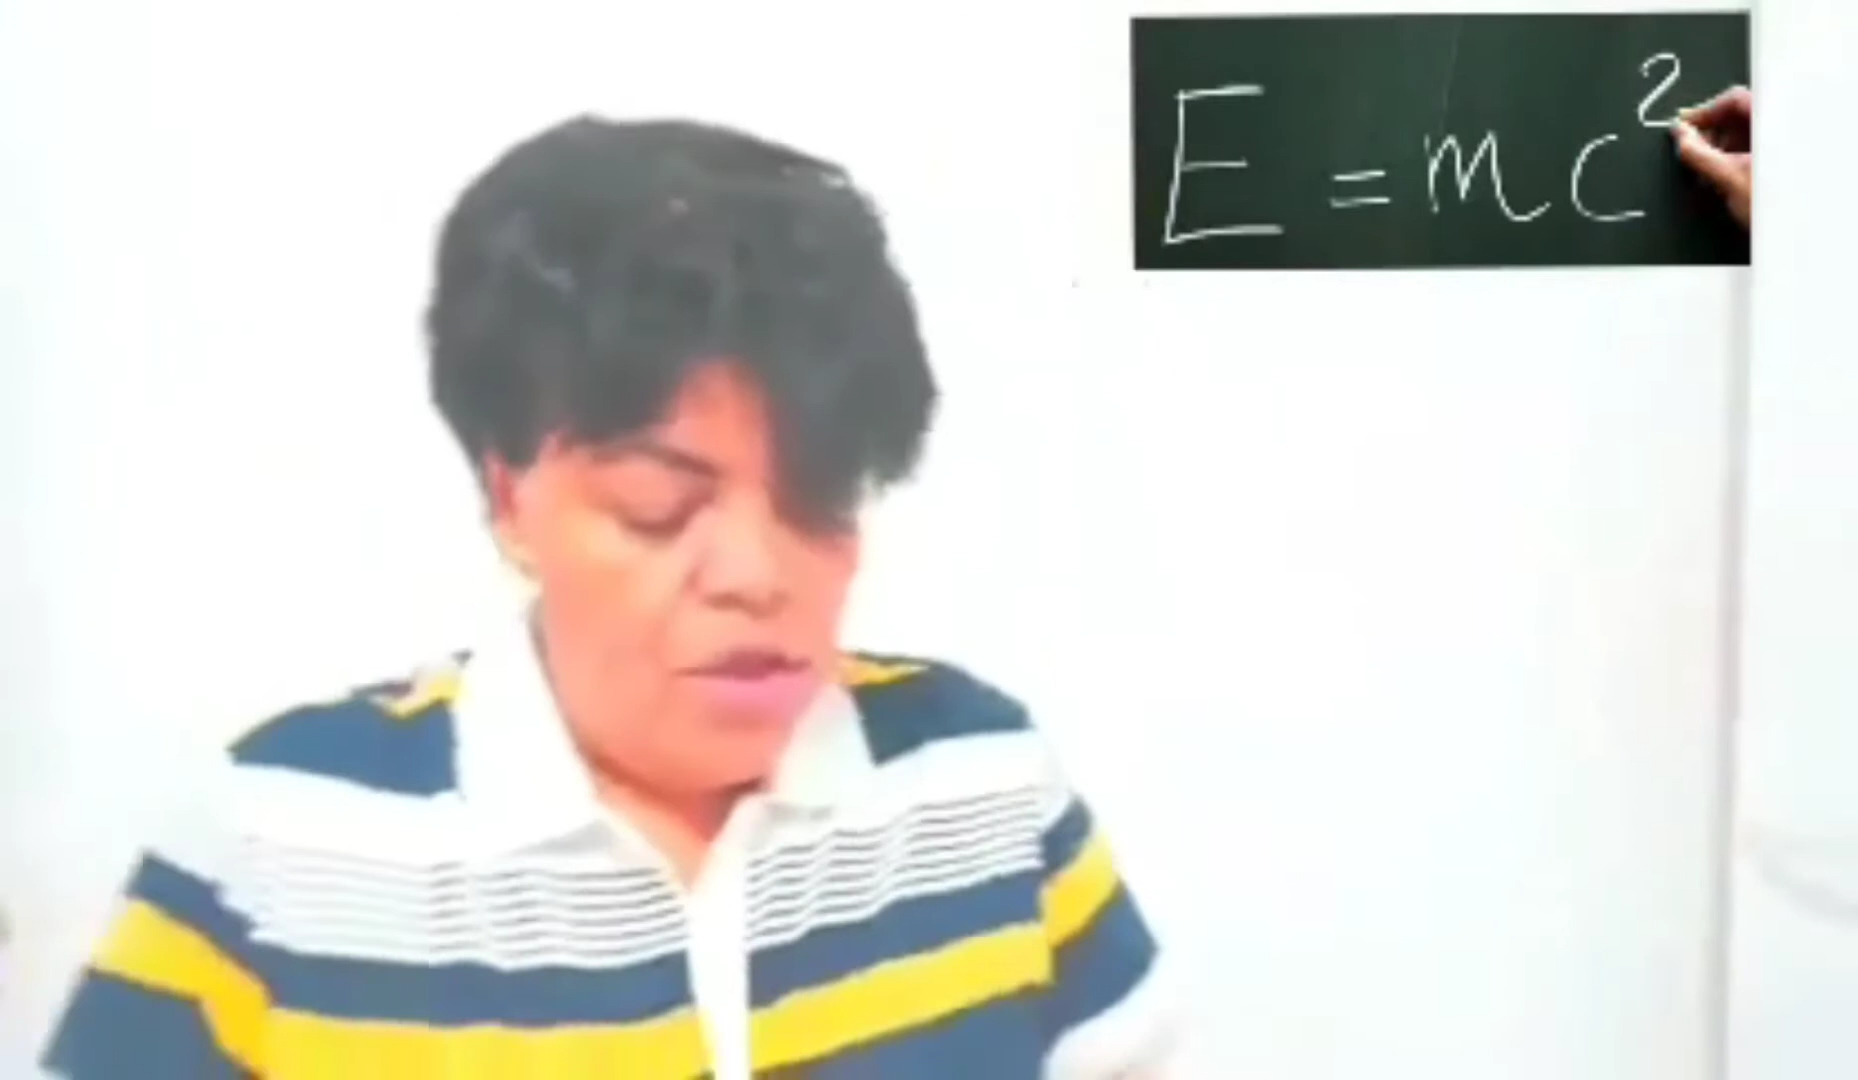 E = mc²